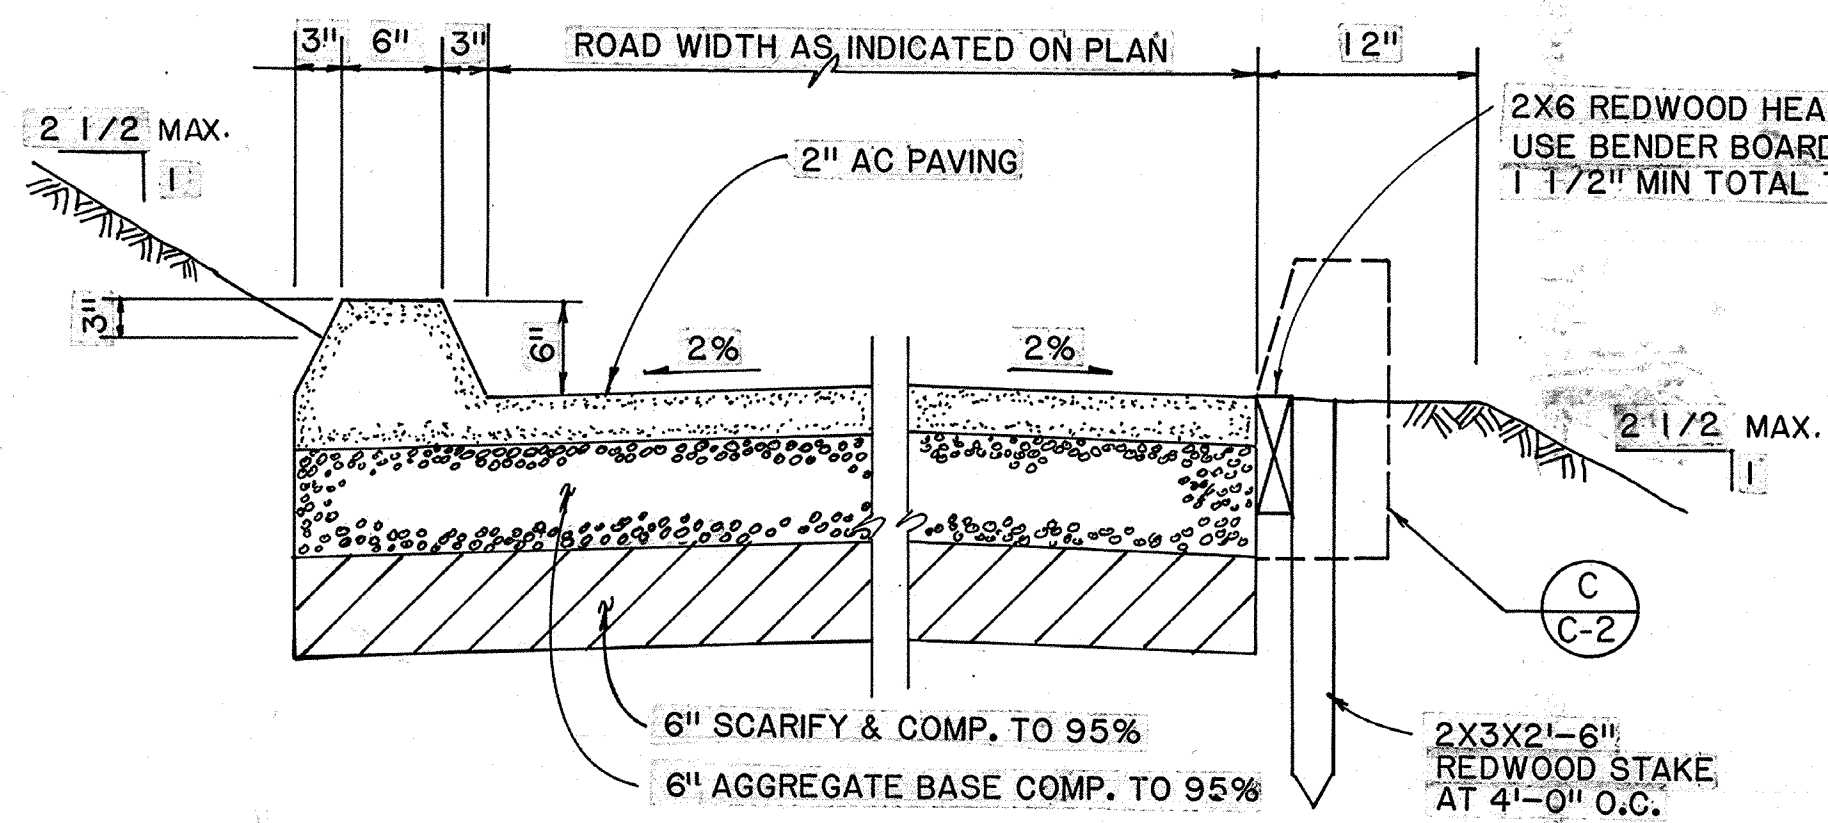 3" 6" 3" ROAD WIDTH AS INDICATED ON PLAN 12"
2 1/2 MAX.
1
2X6 REDWOOD HEA
USE BENDER BOARD
1 1/2" MIN TOTAL
2" AC PAVING
3"
6"
2% 2%
2 1/2 MAX.
1
C
C-2
6" SCARIFY & COMP. TO 95%
6" AGGREGATE BASE COMP. TO 95%
2X3X2'-6"
REDWOOD STAKE
AT 4'-0" O.C.